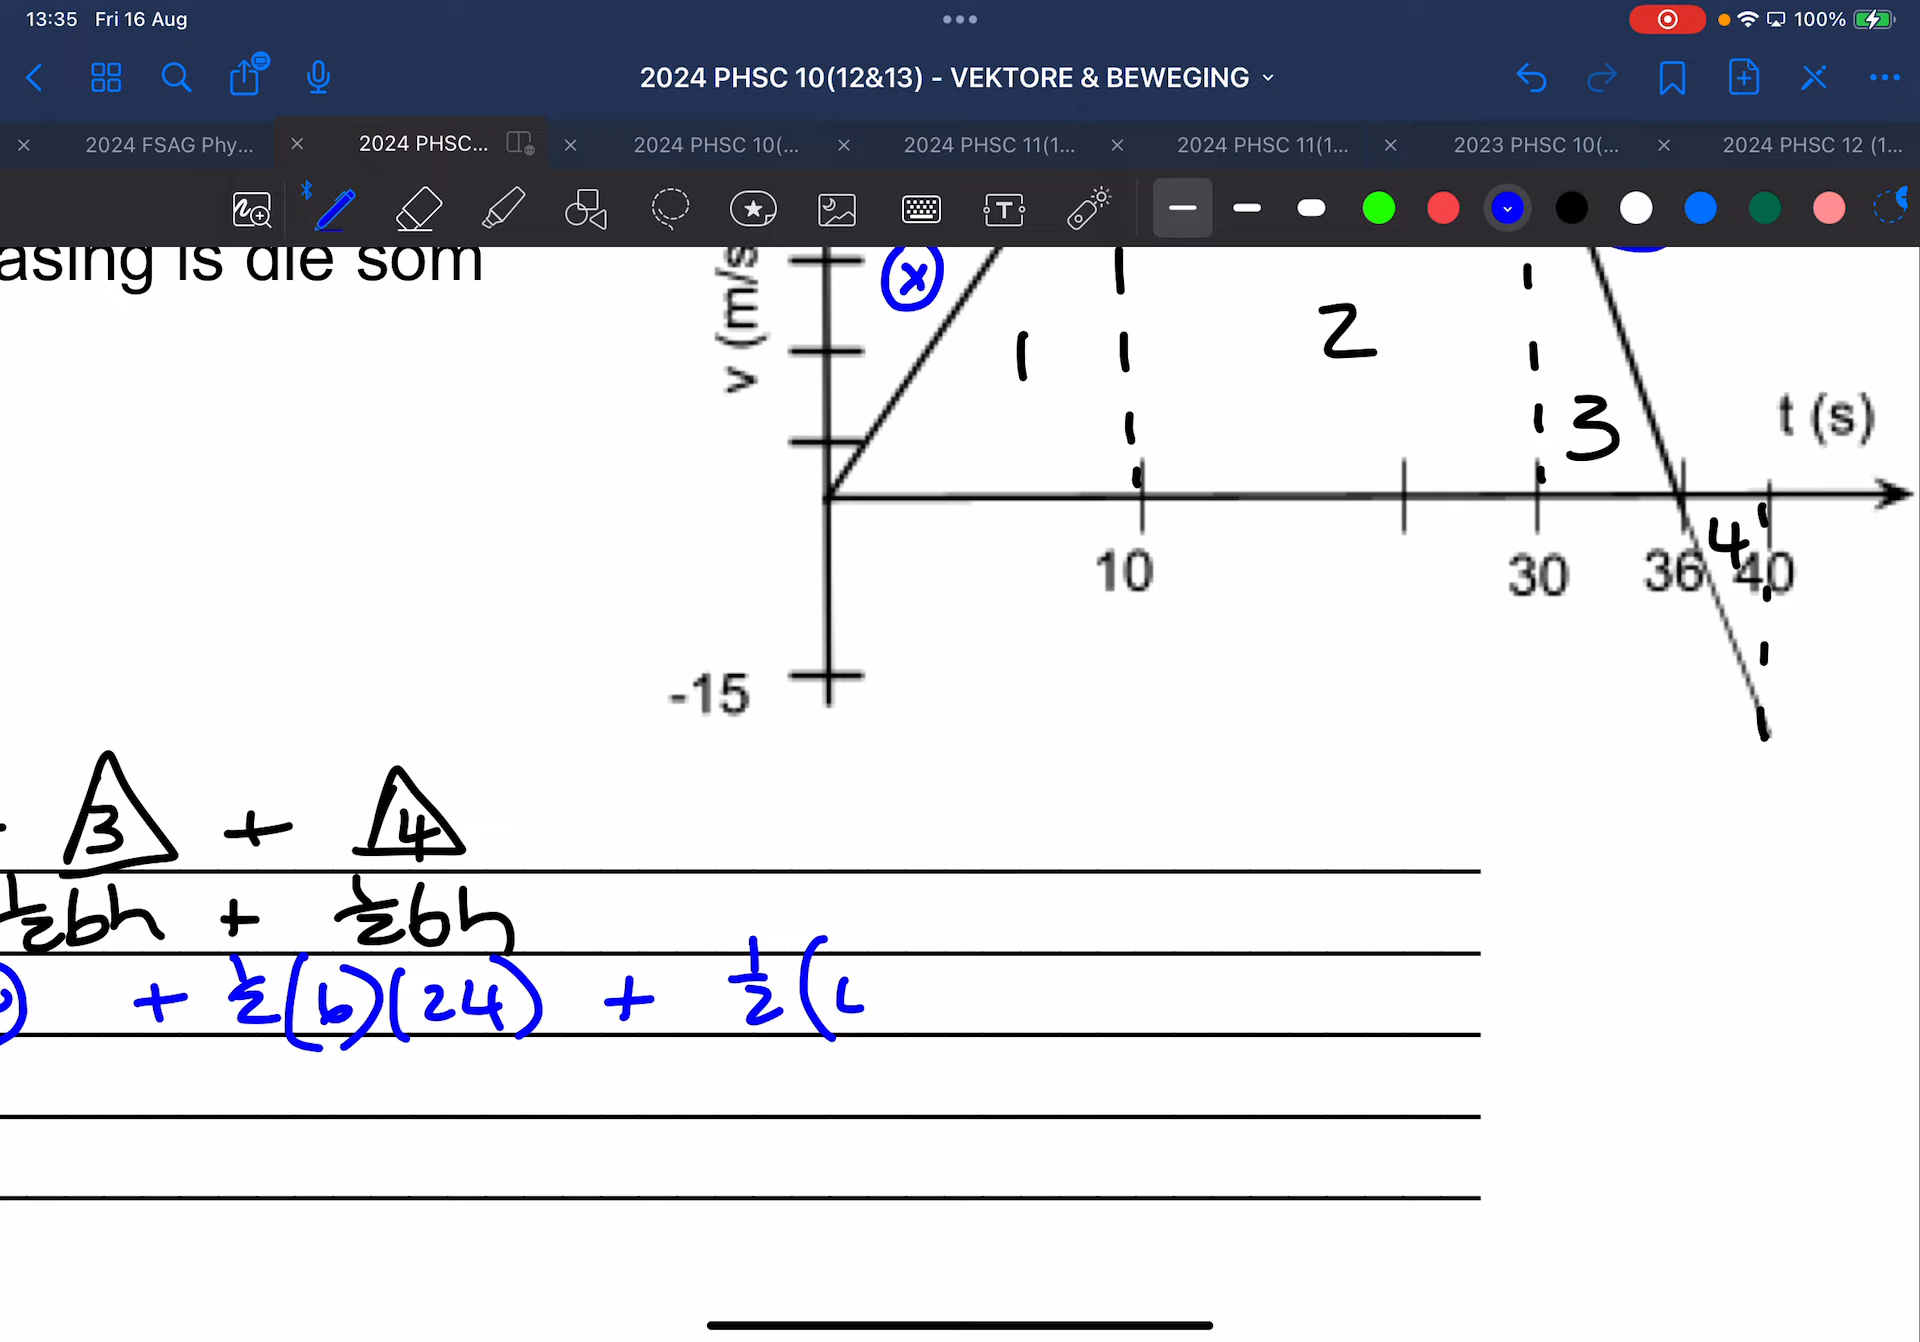 13:35 Fri 16 Aug
100%
2024 PHSC 10(12&13) - VEKTORE & BEWEGING
2024 FSAG Phy...
2024 PHSC...
2024 PHSC 10(...
2024 PHSC 11(1...
2024 PHSC 11(1...
2023 PHSC 10(...
2024 PHSC 12 (1...
asing is die som
v (m/s
x
1
2
3
4
t (s)
10
30
36
40
-15
3 + 4
½bh + ½bh
+ ½(6)(24) + ½(